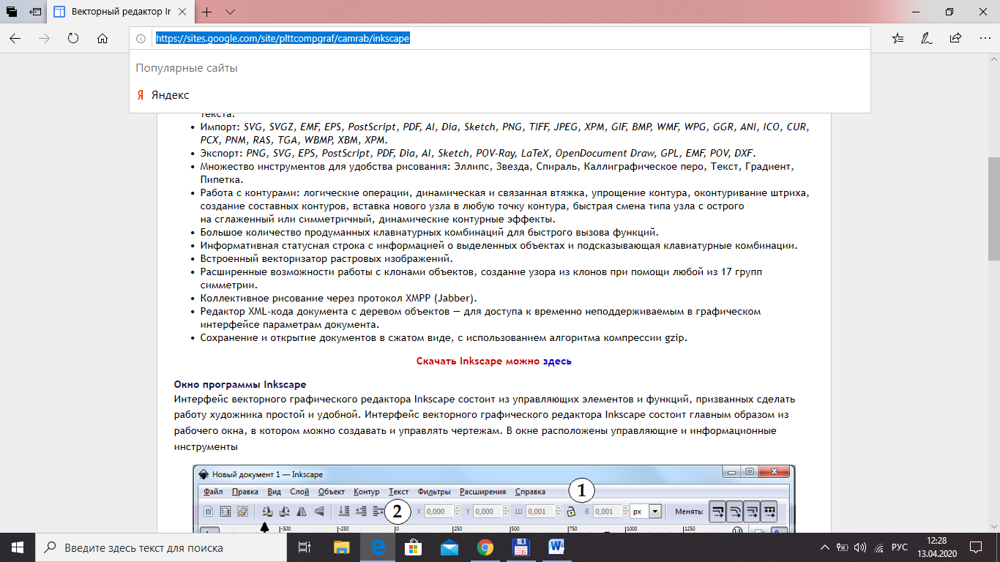 Векторный редактор Ir
https://sites.google.com/site/plttcompgraf/camrab/inkscape
Популярные сайты
Яндекс
текста.
• Импорт: SVG, SVGZ, EMF, EPS, PostScript, PDF, AI, Dia, Sketch, PNG, TIFF, JPEG, XPM, GIF, BMP, WMF, WPG, GGR, ANI, ICO, CUR,
PCX, PNM, RAS, TGA, WBMP, XBM, XPM.
• Экспорт: PNG, SVG, EPS, PostScript, PDF, Dia, AI, Sketch, POV-Ray, LaTeX, OpenDocument Draw, GPL, EMF, POV, DXF.
• Множество инструментов для удобства рисования: Эллипс, Звезда, Спираль, Каллиграфическое перо, Текст, Градиент,
Пипетка.
• Работа с контурами: логические операции, динамическая и связанная втяжка, упрощение контура, оконтуривание штриха,
создание составных контуров, вставка нового узла в любую точку контура, быстрая смена типа узла с острого
на сглаженный или симметричный, динамические контурные эффекты.
• Большое количество продуманных клавиатурных комбинаций для быстрого вызова функций.
• Информативная статусная строка с информацией о выделенных объектах и подсказывающая клавиатурные комбинации.
• Встроенный векторизатор растровых изображений.
• Расширенные возможности работы с клонами объектов, создание узора из клонов при помощи любой из 17 групп
симметрии.
• Коллективное рисование через протокол XMPP (Jabber).
• Редактор XML-кода документа с деревом объектов — для доступа к временно неподдерживаемым в графическом
интерфейсе параметрам документа.
• Сохранение и открытие документов в сжатом виде, с использованием алгоритма компрессии gzip.
Скачать Inkscape можно здесь
Окно программы Inkscape
Интерфейс векторного графического редактора Inkscape состоит из управляющих элементов и функций, призванных сделать
работу художника простой и удобной. Интерфейс векторного графического редактора Inkscape состоит главным образом из
рабочего окна, в котором можно создавать и управлять чертежам. В окне расположены управляющие и информационные
инструменты
Новый документ 1 — Inkscape
Файл Правка Вид Слой Объект Контур Текст Фильтры Расширения Справка 1
2 X 0,000 Y 0,000 Ш 0,001 В 0,001 px Менять:
-500 -250 0 250 500 750 1000 1250 1:1
Введите здесь текст для поиска
РУС
12:28
13.04.2020